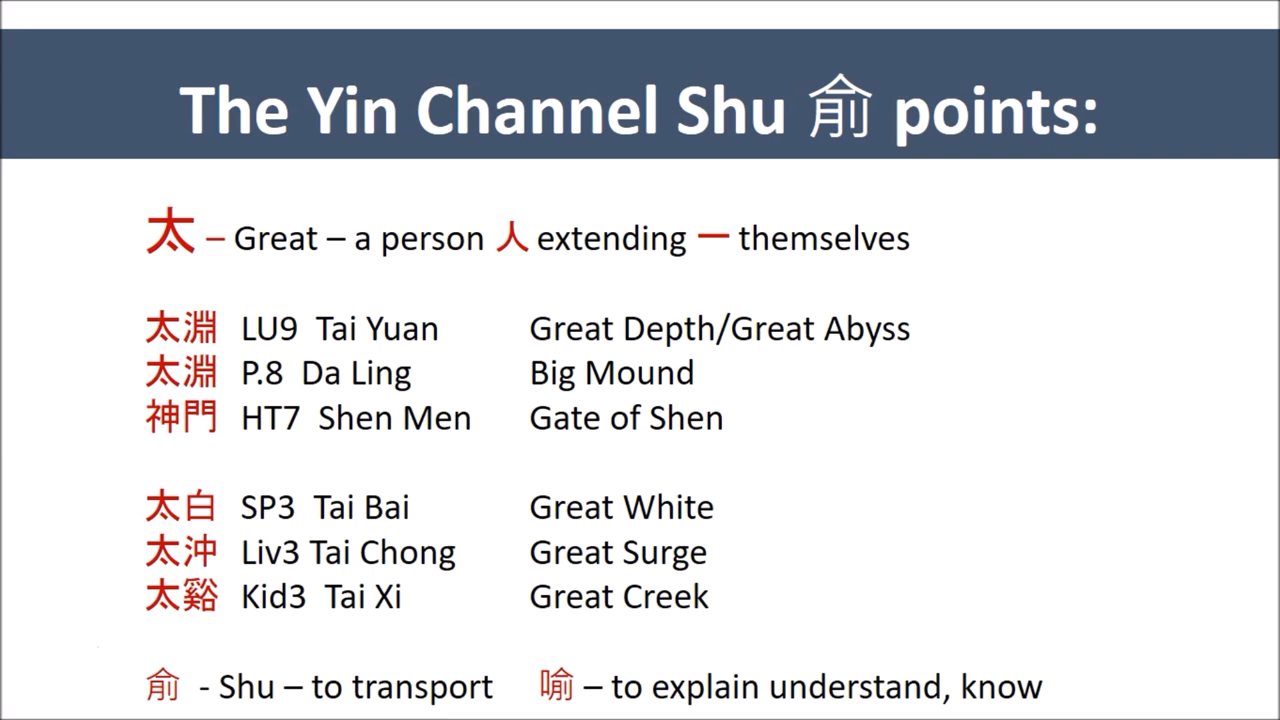 The Yin Channel Shu 俞 points:
太 – Great – a person 人 extending 一 themselves
太淵 LU9 Tai Yuan Great Depth/Great Abyss
太淵 P.8 Da Ling Big Mound
神門 HT7 Shen Men Gate of Shen
太白 SP3 Tai Bai Great White
太沖 Liv3 Tai Chong Great Surge
太谿 Kid3 Tai Xi Great Creek
俞 - Shu – to transport 喻 – to explain understand, know